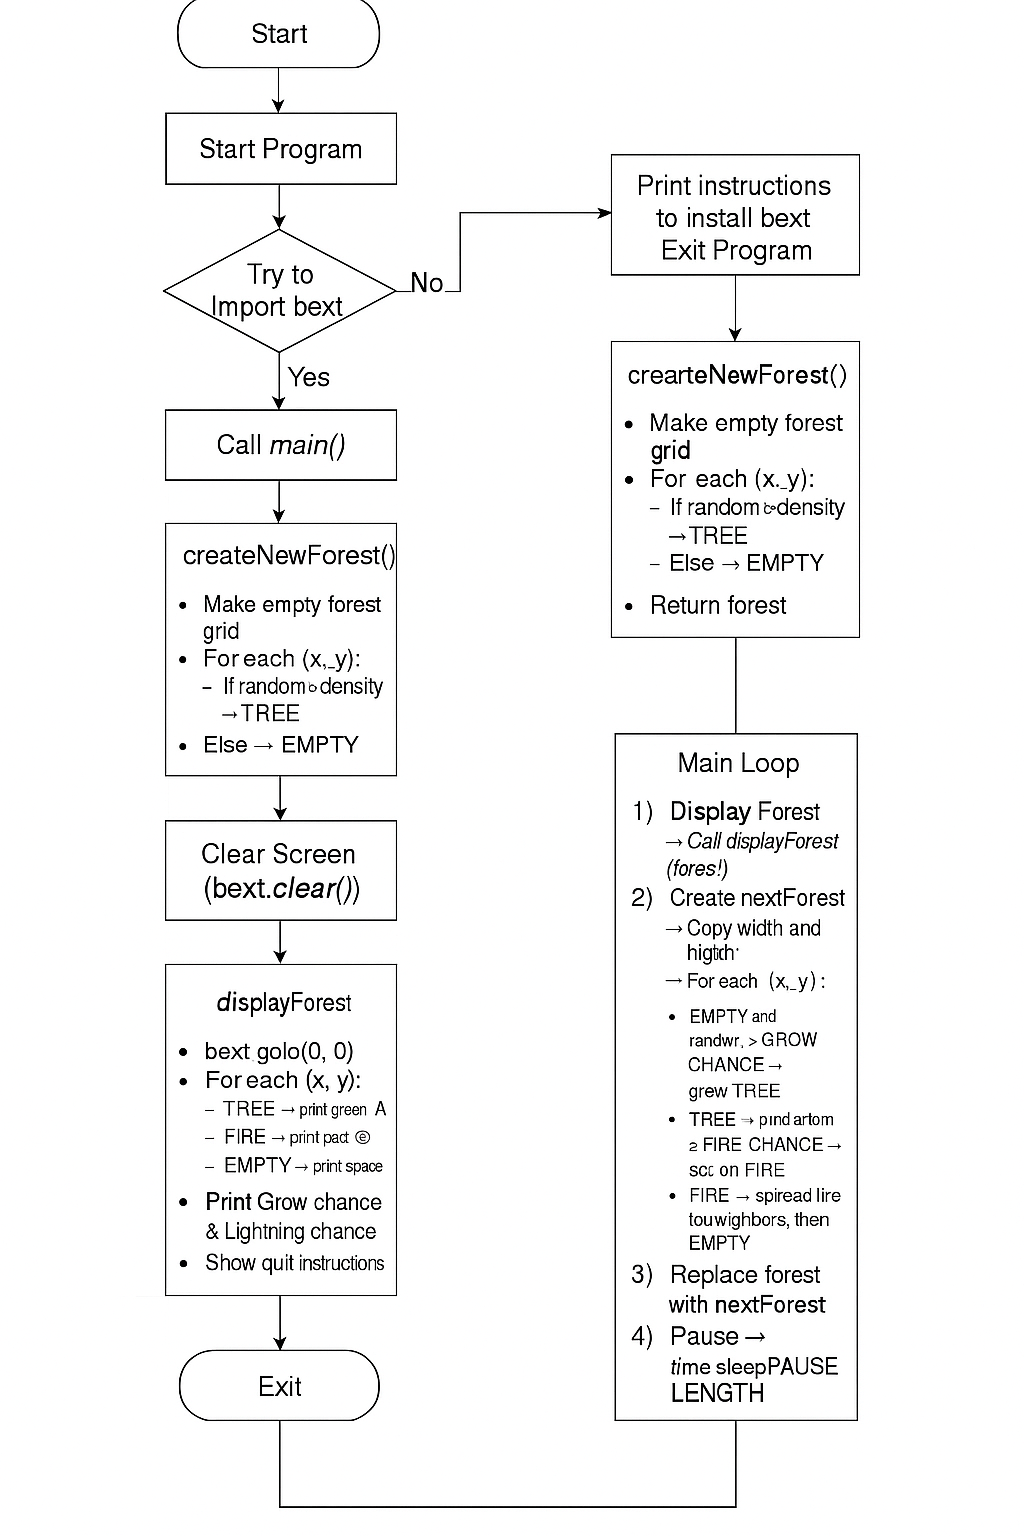 Start
Start Program
Try to
Import bext
No
Yes
Call main()
createNewForest()
• Make empty forest
grid
• For each (x,_y):
– If random density
→TREE
• Else → EMPTY
Clear Screen
(bext.clear())
displayForest
• bext golo(0, 0)
• For each (x, y):
– TREE → print green A
– FIRE → print pact ⓔ
– EMPTY → print space
• Print Grow chance
& Lightning chance
• Show quit instructions
Exit
Print instructions
to install bext
Exit Program
crearteNewForest()
• Make empty forest
grid
• For each (x._y):
– If random density
→TREE
– Else → EMPTY
• Return forest
Main Loop
1) Display Forest
→ Call displayForest
(fores!)
2) Create nextForest
→ Copy width and
→ For each (x,_y) :
• EMPTY and
randwr, > GROW
CHANCE →
grew TREE
• TREE → pind artom
FIRE CHANCE →
on FIRE
• FIRE → spiread lire
touwighbors, then
EMPTY
3) Replace forest
with nextForest
4) Pause →
time sleepPAUSE
LENGTH